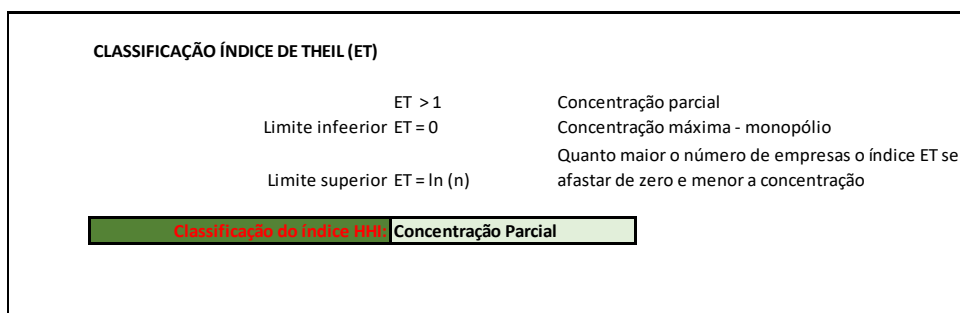 CLASSIFICAÇÃO ÍNDICE DE THEIL (ET)
ET > 1 Concentração parcial
Limite infeerior ET = 0 Concentração máxima - monopólio
Quanto maior o número de empresas o índice ET se
Limite superior ET = ln (n) afastar de zero e menor a concentração
Classificação do índice HHI: Concentração Parcial